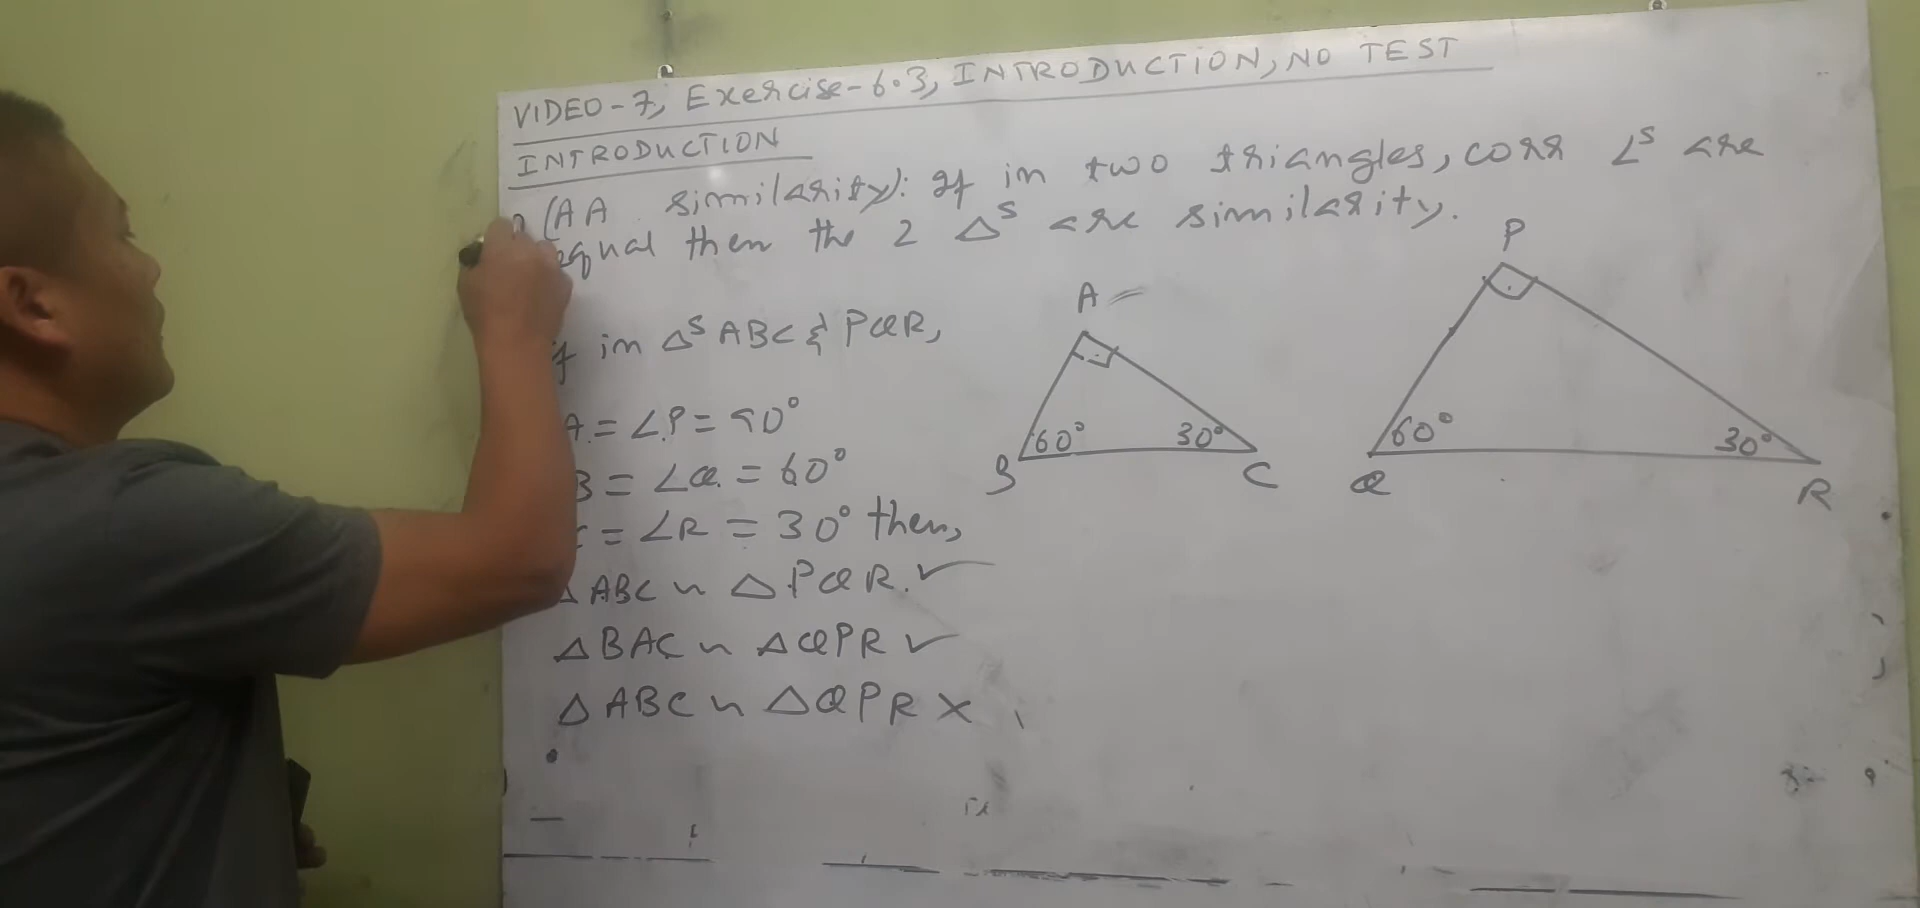 VIDEO-7, Exercise-6.3, INTRODUCTION, NO TEST
INTRODUCTION
(AA similarity): If in two triangles, corr ∠s are
equal then the 2 Δs are similarity.
in Δs ABC & PQR,
A = ∠P = 90°
B = ∠Q = 60°
= ∠R = 30° then,
ABC ~ Δ PQR. ✓
Δ BAC ~ Δ QPR ✓
Δ ABC ~ Δ QPR ×
A
60°
30°
B
C
P
60°
30°
Q
R